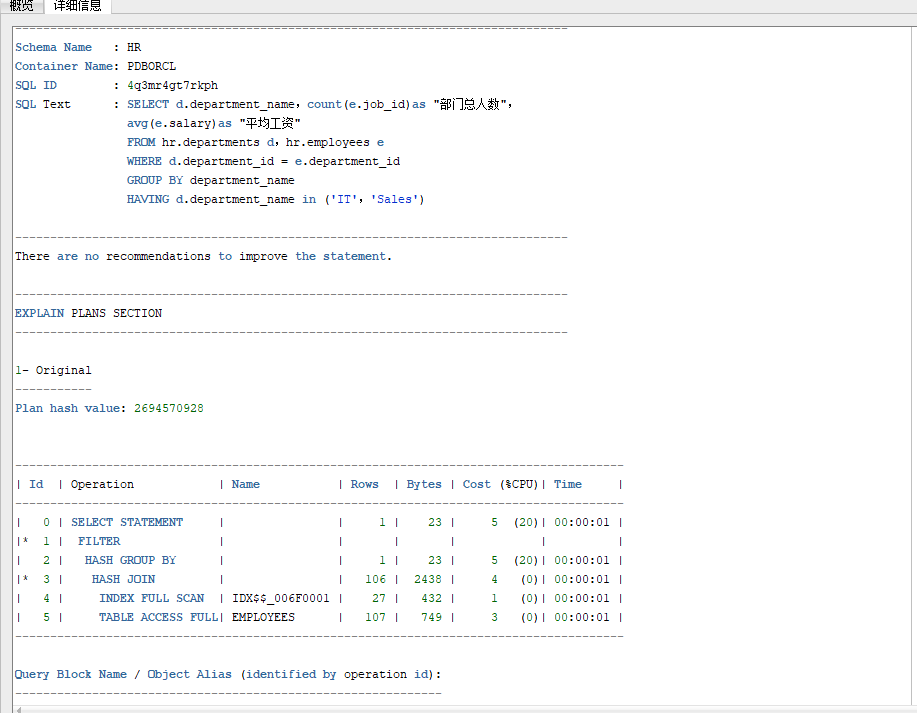 概览 详细信息
-------------------------------------------------------------------------------
Schema Name   : HR
Container Name: PDBORCL
SQL ID        : 4q3mr4gt7rkph
SQL Text      : SELECT d.department_name，count(e.job_id)as "部门总人数"，
                avg(e.salary)as "平均工资"
                FROM hr.departments d，hr.employees e
                WHERE d.department_id = e.department_id
                GROUP BY department_name
                HAVING d.department_name in ('IT'，'Sales')
-------------------------------------------------------------------------------
There are no recommendations to improve the statement.
-------------------------------------------------------------------------------
EXPLAIN PLANS SECTION
-------------------------------------------------------------------------------
1- Original
-----------
Plan hash value: 2694570928
---------------------------------------------------------------------------------------
| Id  | Operation            | Name           | Rows  | Bytes | Cost (%CPU)| Time     |
---------------------------------------------------------------------------------------
|   0 | SELECT STATEMENT     |                |     1 |    23 |     5  (20)| 00:00:01 |
|*  1 |  FILTER              |                |       |       |            |          |
|   2 |   HASH GROUP BY      |                |     1 |    23 |     5  (20)| 00:00:01 |
|*  3 |    HASH JOIN         |                |   106 |  2438 |     4   (0)| 00:00:01 |
|   4 |     INDEX FULL SCAN  | IDX$$_006F0001 |    27 |   432 |     1   (0)| 00:00:01 |
|   5 |     TABLE ACCESS FULL| EMPLOYEES      |   107 |   749 |     3   (0)| 00:00:01 |
---------------------------------------------------------------------------------------
Query Block Name / Object Alias (identified by operation id):
-------------------------------------------------------------